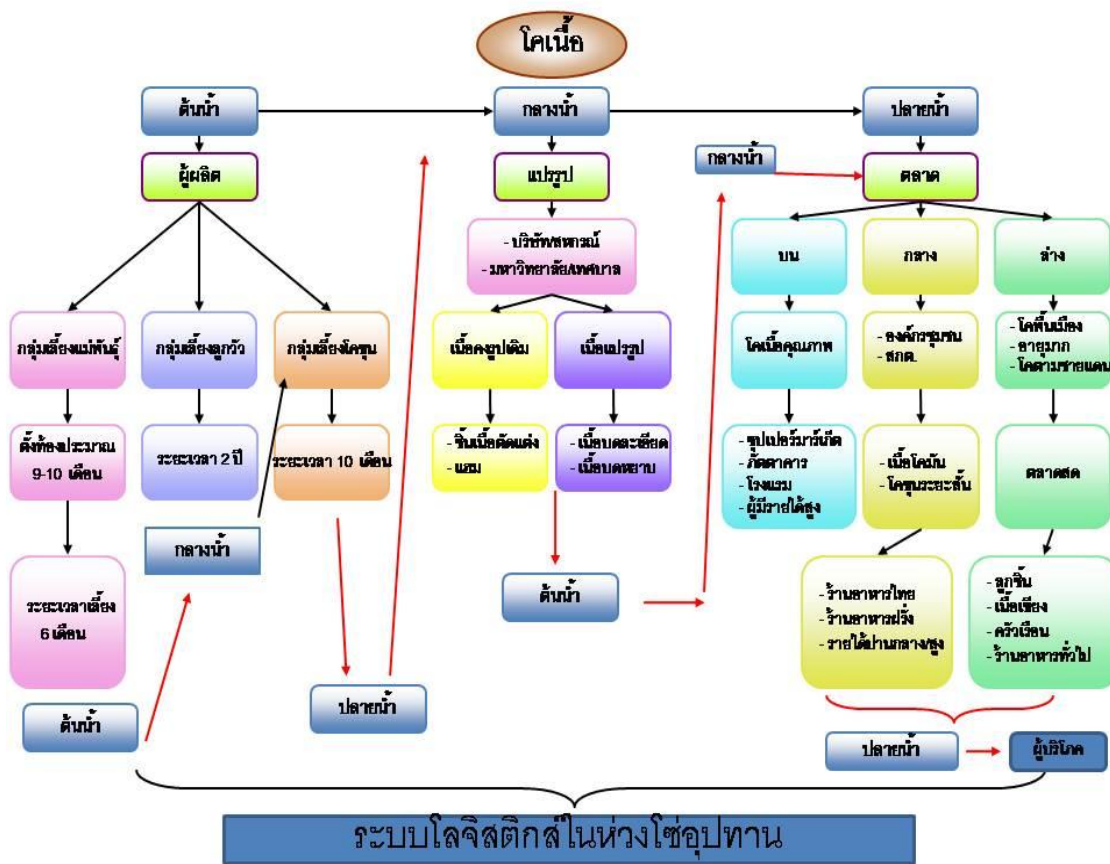 โคเนื้อ
ต้นน้ำ
กลางน้ำ
ปลายน้ำ
ผู้ผลิต
แปรรูป
กลางน้ำ
ตลาด
- บริษัท/สหกรณ์
- มหาวิทยาลัย/เทศบาล
บน
กลาง
ล่าง
กลุ่มเลี้ยงแม่พันธุ์
กลุ่มเลี้ยงลูกวัว
กลุ่มเลี้ยงโคขุน
เนื้อคงรูปเดิม
เนื้อแปรรูป
โคเนื้อคุณภาพ
- องค์กรชุมชน
- สกต.
- โคพื้นเมือง
- อายุมาก
- โคตามชายแดน
ตั้งท้องประมาณ
9-10 เดือน
ระยะเวลา 2 ปี
ระยะเวลา 10 เดือน
- ชิ้นเนื้อตัดแต่ง
- แฮม
- เนื้อบดละเอียด
- เนื้อบดหยาบ
- ซุปเปอร์มาร์เก็ต
- ภัตตาคาร
- โรงแรม
- ผู้มีรายได้สูง
- เนื้อโคมัน
- โคขุนระยะสั้น
ตลาดสด
กลางน้ำ
ระยะเวลาเลี้ยง
6 เดือน
ต้นน้ำ
- ร้านอาหารไทย
- ร้านอาหารฝรั่ง
- รายได้ปานกลาง/สูง
- ลูกชิ้น
- เนื้อเขียง
- ครัวเรือน
- ร้านอาหารทั่วไป
ต้นน้ำ
ปลายน้ำ
ปลายน้ำ
ผู้บริโภค
ระบบโลจิสติกส์ในห่วงโซ่อุปทาน